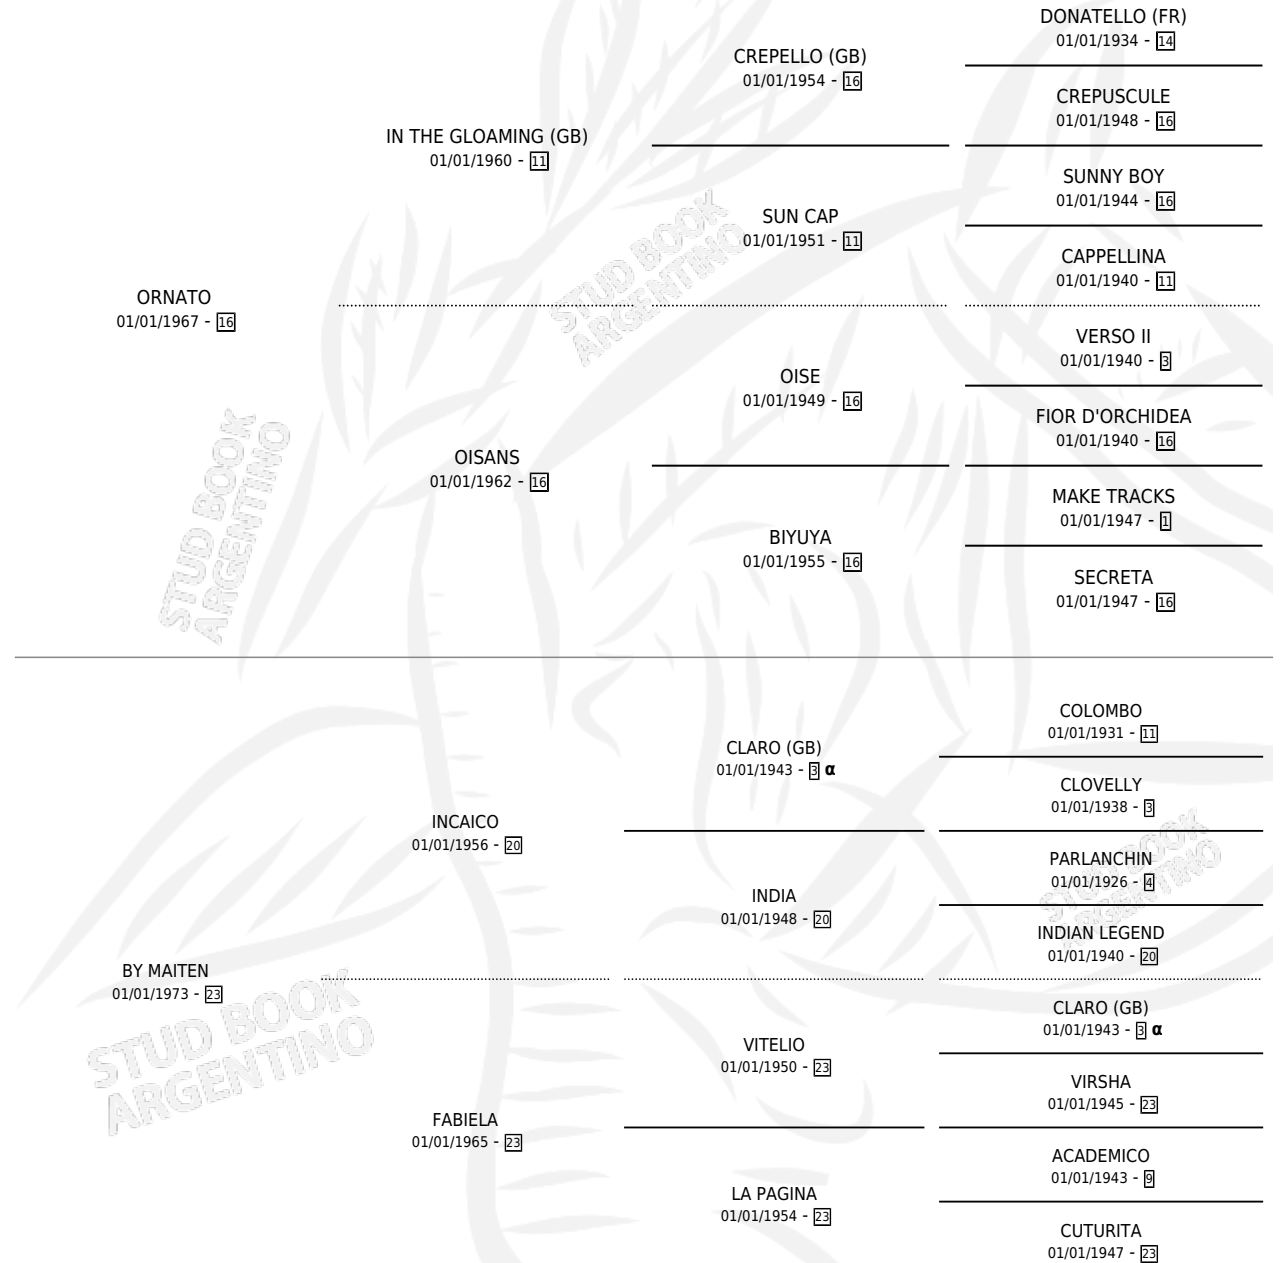 DONATELLO (FR)
01/01/1934 - 14
CREPELLO (GB)
01/01/1954 - 16
CREPUSCULE
01/01/1948 - 16
IN THE GLOAMING (GB)
01/01/1960 - 11
SUNNY BOY
01/01/1944 - 16
SUN CAP
01/01/1951 - 11
CAPPELLINA
01/01/1940 - 11
STUD BOOK
ARGENTINO
ORNATO
01/01/1967 - 16
VERSO II
01/01/1940 - 3
OISE
01/01/1949 - 16
FIOR D'ORCHIDEA
01/01/1940 - 16
OISANS
01/01/1962 - 16
MAKE TRACKS
01/01/1947 - 1
BIYUYA
01/01/1955 - 16
SECRETA
01/01/1947 - 16
STUD BOOK
ARGENTINO
COLOMBO
01/01/1931 - 11
CLARO (GB)
01/01/1943 - 3 α
CLOVELLY
01/01/1938 - 3
INCAICO
01/01/1956 - 20
PARLANCHIN
01/01/1926 - 4
INDIA
01/01/1948 - 20
INDIAN LEGEND
01/01/1940 - 20
STUD BOOK
ARGENTINO
BY MAITEN
01/01/1973 - 23
CLARO (GB)
01/01/1943 - 3 α
VITELIO
01/01/1950 - 23
VIRSHA
01/01/1945 - 23
FABIELA
01/01/1965 - 23
ACADEMICO
01/01/1943 - 9
LA PAGINA
01/01/1954 - 23
CUTURITA
01/01/1947 - 23
STUD BOOK
ARGENTINO